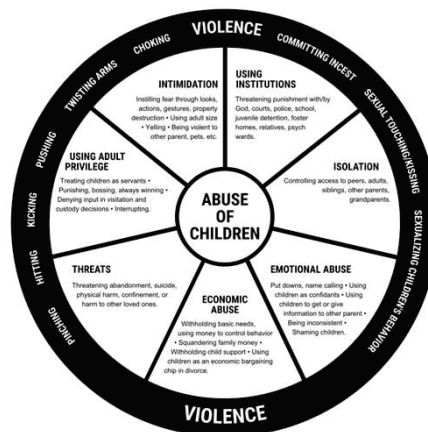 VIOLENCE
COMMITTING INCEST
SEXUAL TOUCHING/KISSING
SEXUALIZING CHILDREN'S BEHAVIOR
VIOLENCE
PINCHING
HITTING
KICKING
PUSHING
TWISTING ARMS
CHOKING
ABUSE
OF
CHILDREN
INTIMIDATION
Instilling fear through looks,
actions, gestures, property
destruction • Using adult size
• Yelling • Being violent to
other parent, pets, etc.
USING
INSTITUTIONS
Threatening punishment with/by
God, courts, police, school,
juvenile detention, foster
homes, relatives, psych
wards.
ISOLATION
Controlling access to peers, adults,
siblings, other parents,
grandparents.
EMOTIONAL ABUSE
Put downs, name calling • Using
children as confidants • Using
children to get or give
information to other parent •
Being inconsistent •
Shaming children.
ECONOMIC
ABUSE
Withholding basic needs,
using money to control behavior
• Squandering family money •
Withholding child support • Using
children as an economic bargaining
chip in divorce.
THREATS
Threatening abandonment, suicide,
physical harm, confinement, or
harm to other loved ones.
USING ADULT
PRIVILEGE
Treating children as servants •
Punishing, bossing, always winning •
Denying input in visitation and
custody decisions • Interrupting.